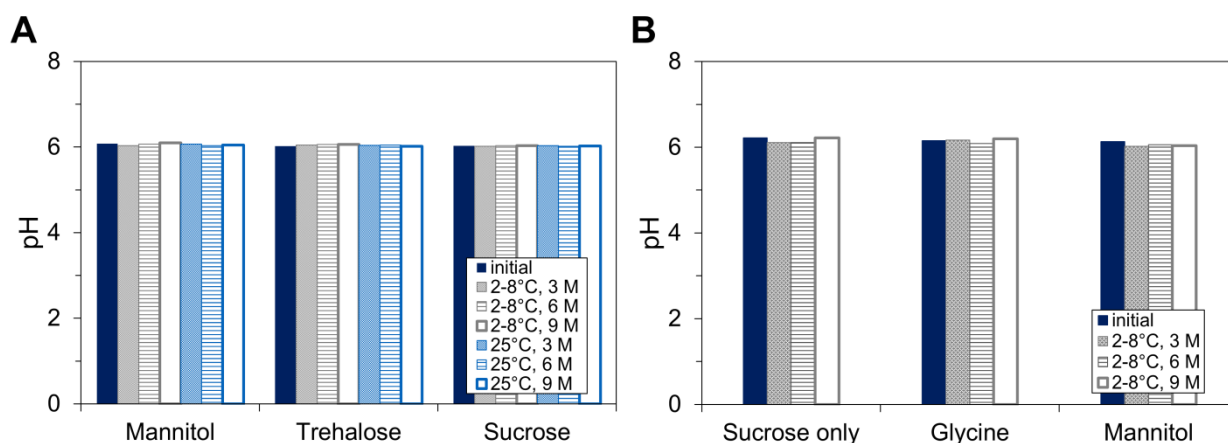 A
pH
8
6
4
2
0
Mannitol Trehalose Sucrose
initial
2-8°C, 3 M
2-8°C, 6 M
2-8°C, 9 M
25°C, 3 M
25°C, 6 M
25°C, 9 M
B
pH
8
6
4
2
0
Sucrose only Glycine Mannitol
initial
2-8°C, 3 M
2-8°C, 6 M
2-8°C, 9 M